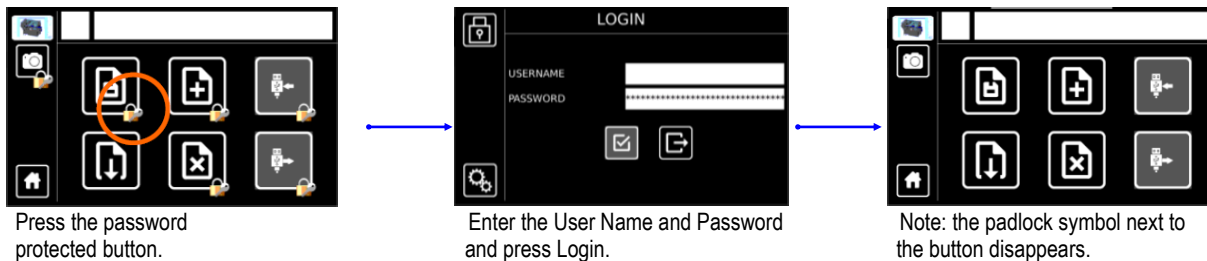 LOGIN
USERNAME
PASSWORD
********************************
Press the password
protected button.
Enter the User Name and Password
and press Login.
Note: the padlock symbol next to
the button disappears.